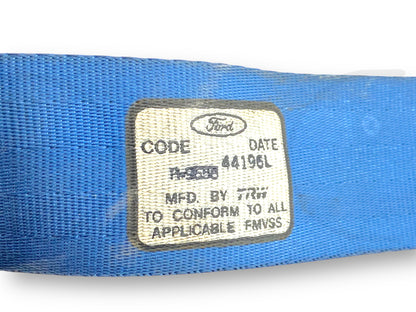 Ford
CODE DATE
44196L
MFD. BY TRW
TO CONFORM TO ALL
APPLICABLE FMVSS